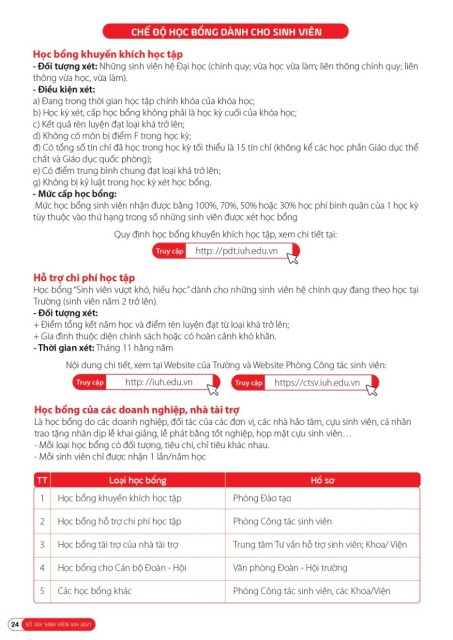 CHẾ ĐỘ HỌC BỔNG DÀNH CHO SINH VIÊN
Học bổng khuyến khích học tập
- Đối tượng xét: Những sinh viên hệ Đại học (chính quy; vừa học vừa làm; liên thông chính quy; liên
thông vừa học, vừa làm).
- Điều kiện xét:
a) Đang trong thời gian học tập chính khóa của khóa học;
b) Học kỳ xét, cấp học bổng không phải là học kỳ cuối của khóa học;
c) Kết quả rèn luyện đạt loại khá trở lên;
d) Không có môn bị điểm F trong học kỳ;
đ) Có tổng số tín chỉ đã học trong học kỳ tối thiểu là 15 tín chỉ (không kể các học phần Giáo dục thể
chất và Giáo dục quốc phòng);
e) Có điểm trung bình chung đạt loại khá trở lên;
g) Không bị kỷ luật trong học kỳ xét học bổng.
- Mức cấp học bổng:
Mức học bổng sinh viên nhận được bằng 100%, 70%, 50% hoặc 30% học phí bình quân của 1 học kỳ
tùy thuộc vào thứ hạng trong số những sinh viên được xét học bổng
Quy định học bổng khuyến khích học tập, xem chi tiết tại:
Truy cập http://pdt.iuh.edu.vn
Hỗ trợ chi phí học tập
Học bổng "Sinh viên vượt khó, hiếu học" dành cho những sinh viên hệ chính quy đang theo học tại
Trường (sinh viên năm 2 trở lên).
- Đối tượng xét:
+ Điểm tổng kết năm học và điểm rèn luyện đạt từ loại khá trở lên;
+ Gia đình thuộc diện chính sách hoặc có hoàn cảnh khó khăn.
- Thời gian xét: Tháng 11 hằng năm
Nội dung chi tiết, xem tại Website của Trường và Website Phòng Công tác sinh viên:
Truy cập http://iuh.edu.vn Truy cập https://ctsv.iuh.edu.vn
Học bổng của các doanh nghiệp, nhà tài trợ
Là học bổng do các doanh nghiệp, đối tác của các đơn vị, các nhà hảo tâm, cựu sinh viên, cá nhân
trao tặng nhân dịp lễ khai giảng, lễ phát bằng tốt nghiệp, họp mặt cựu sinh viên…
- Mỗi loại học bổng có đối tượng, tiêu chí, chỉ tiêu khác nhau.
- Mỗi sinh viên chỉ được nhận 1 lần/năm học
TT Loại học bổng Hồ sơ
1 Học bổng khuyến khích học tập Phòng Đào tạo
2 Học bổng hỗ trợ chi phí học tập Phòng Công tác sinh viên
3 Học bổng tài trợ của nhà tài trợ Trung tâm Tư vấn hỗ trợ sinh viên; Khoa/ Viện
4 Học bổng cho Cán bộ Đoàn - Hội Văn phòng Đoàn - Hội trường
5 Các học bổng khác Phòng Công tác sinh viên, các Khoa/Viện
24 SỔ TAY SINH VIÊN IUH 2021